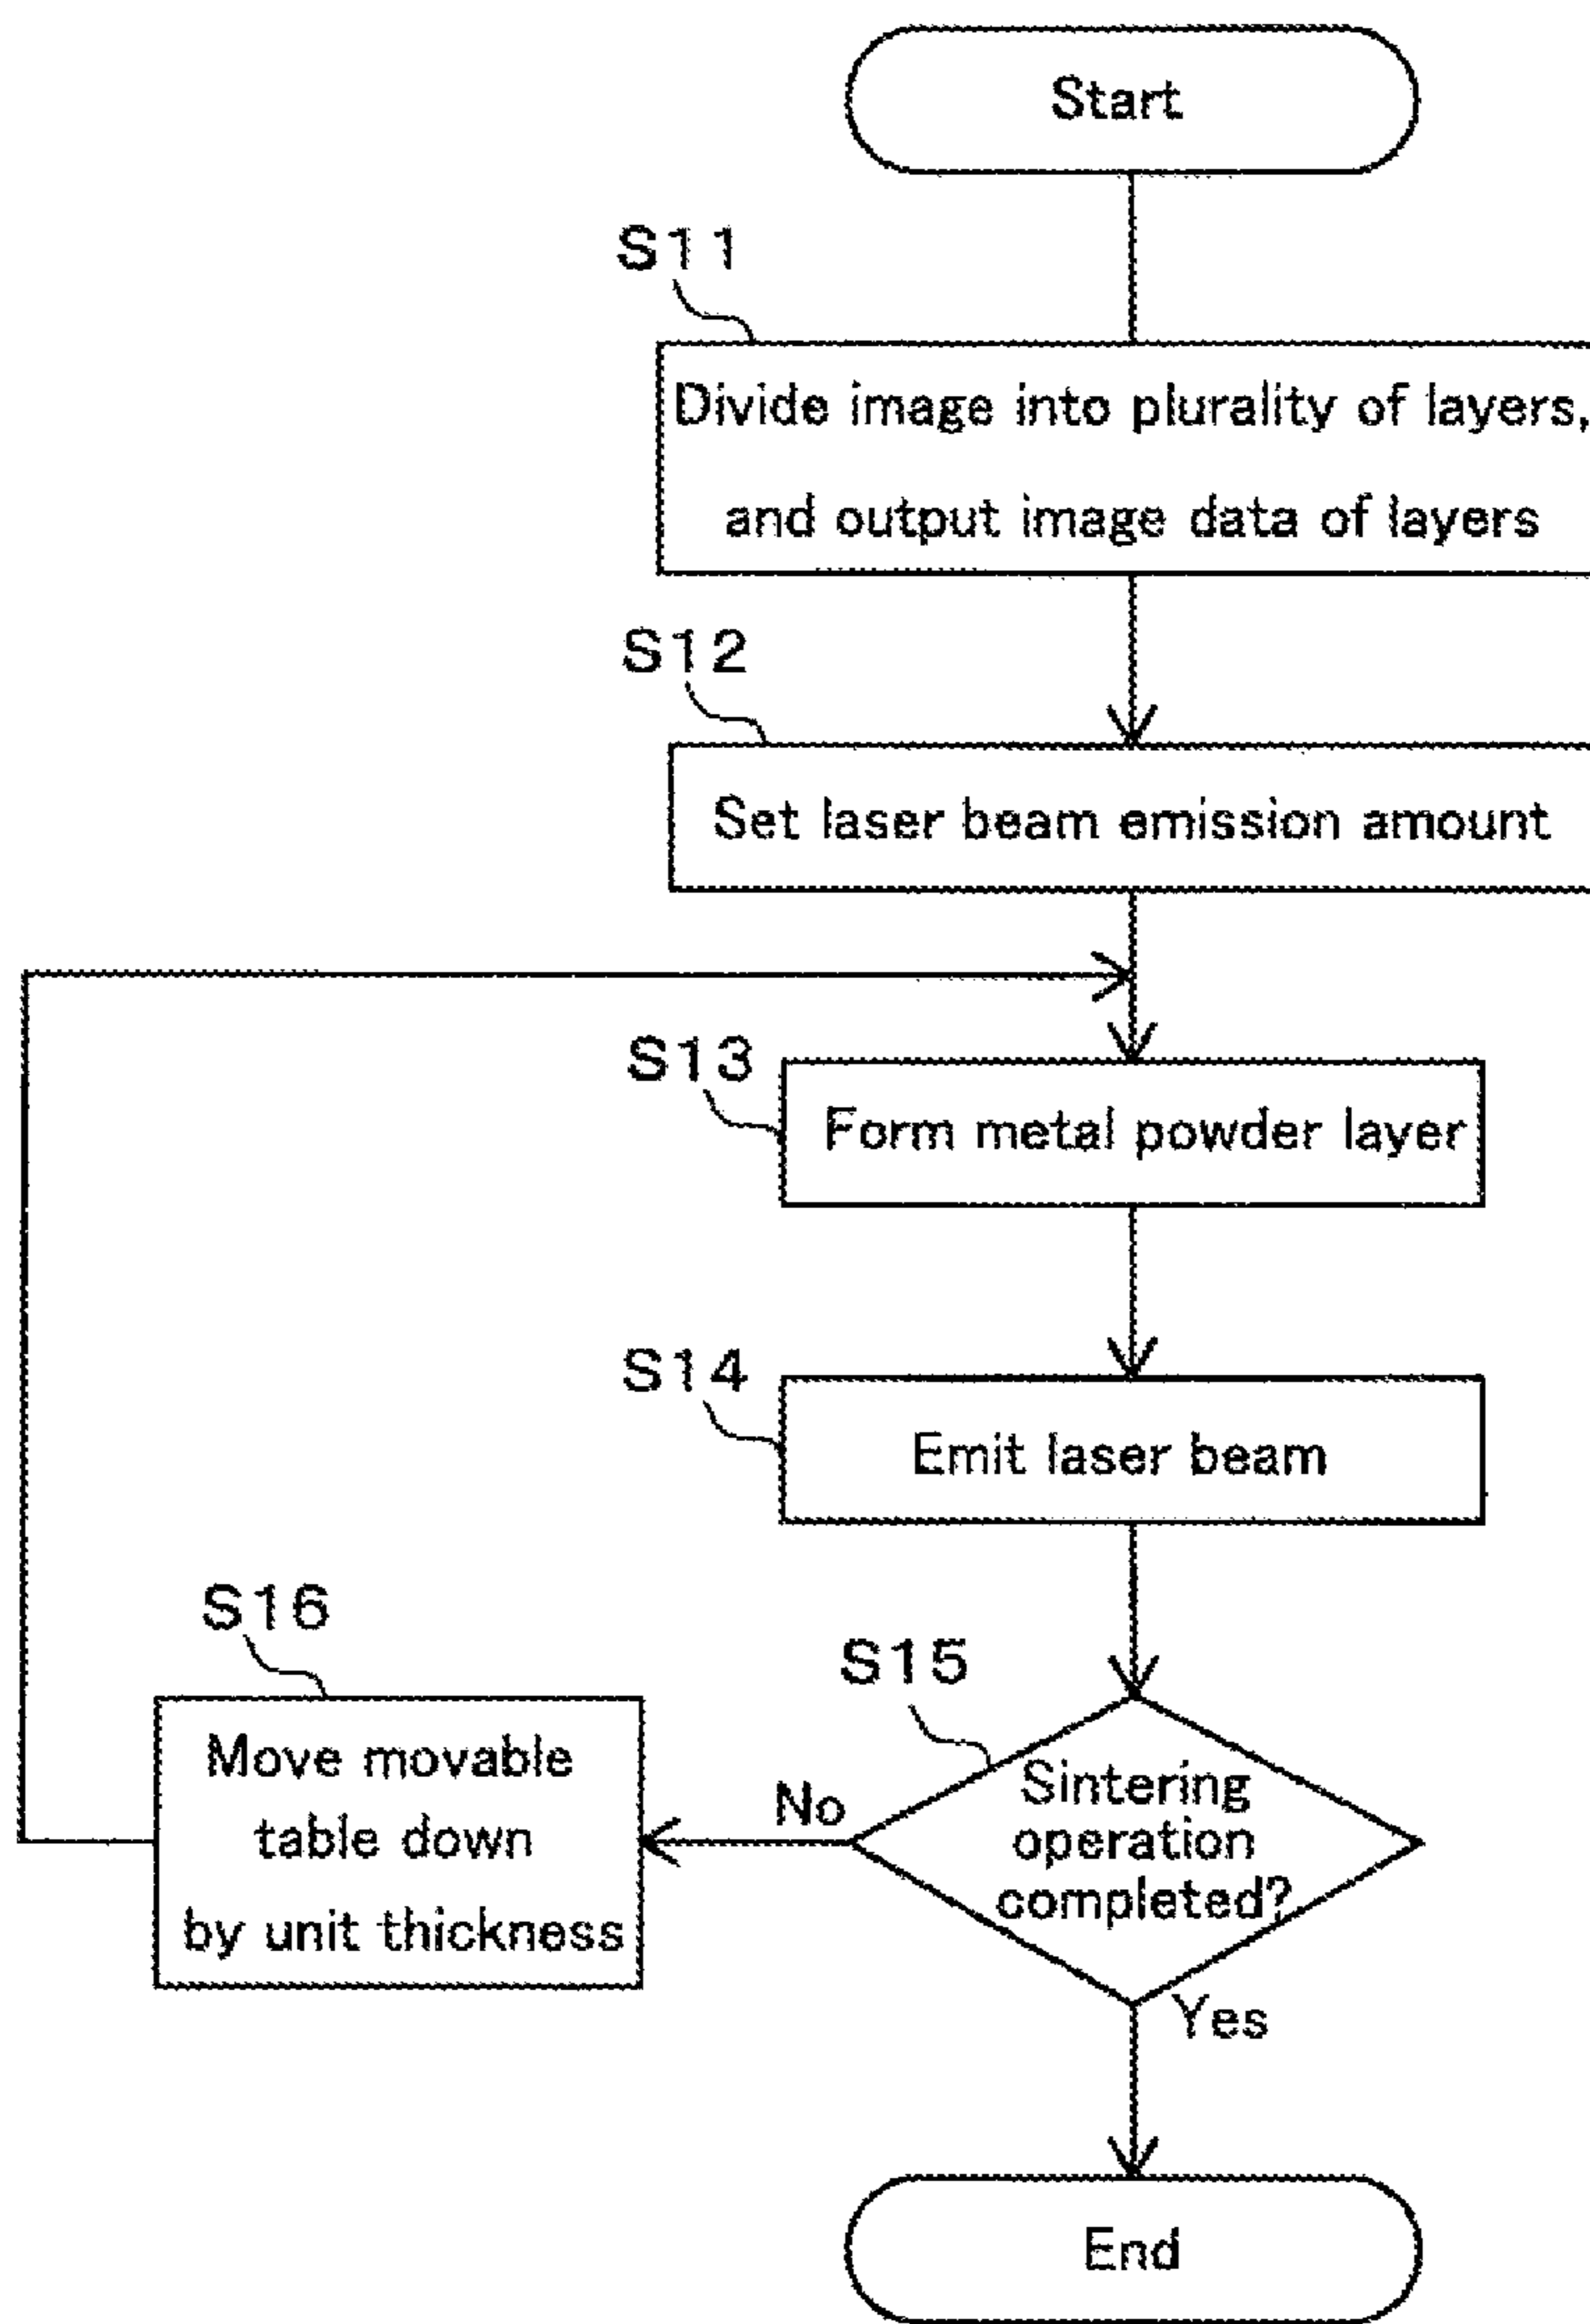 Start
S11
Divide image into plurality of layers,
and output image data of layers
S12
Set laser beam emission amount
S13
Form metal powder layer
S14
Emit laser beam
S16
Move movable
table down
by unit thickness
S15
No
Sintering
operation
completed?
Yes
End